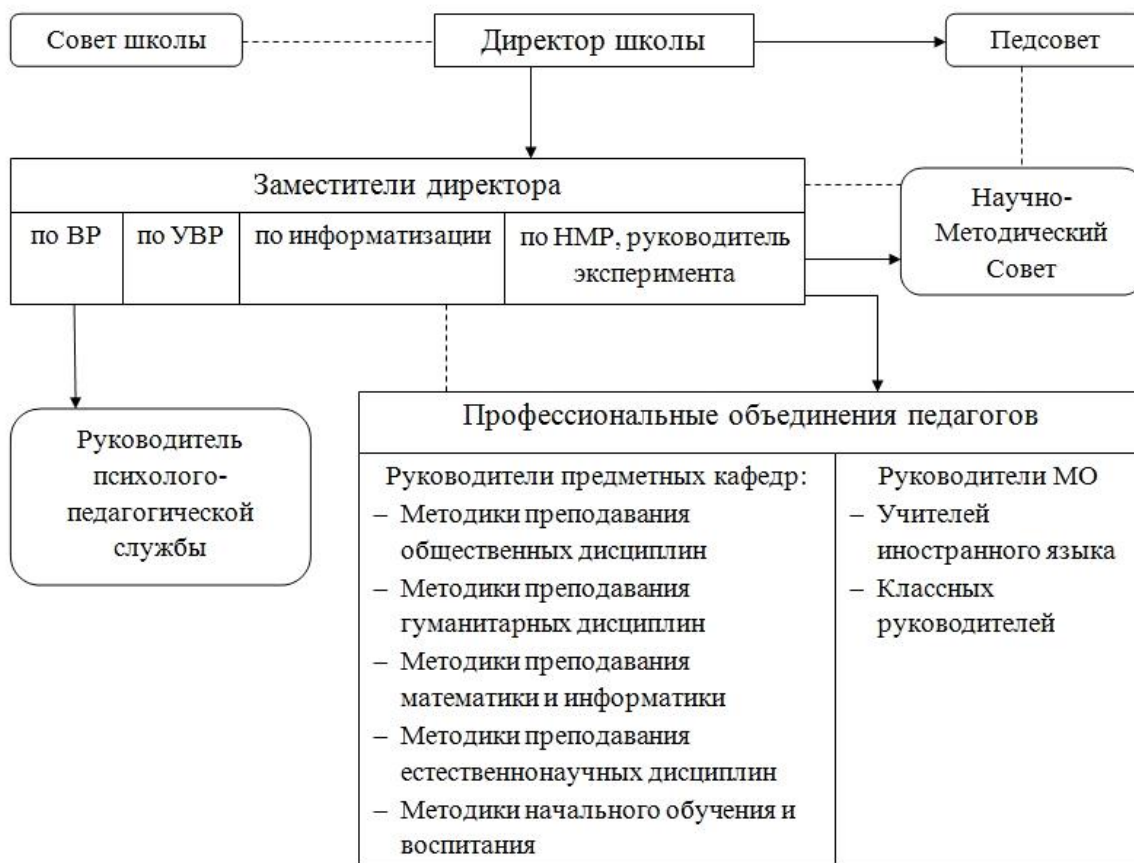 Совет школы
Директор школы
Педсовет
Заместители директора
по ВР
по УВР
по информатизации
по НМР, руководитель
эксперимента
Научно-
Методический
Совет
Руководитель
психолого-
педагогической
службы
Профессиональные объединения педагогов
Руководители предметных кафедр:
– Методики преподавания
общественных дисциплин
– Методики преподавания
гуманитарных дисциплин
– Методики преподавания
математики и информатики
– Методики преподавания
естественнонаучных дисциплин
– Методики начального обучения и
воспитания
Руководители МО
– Учителей
иностранного языка
– Классных
руководителей